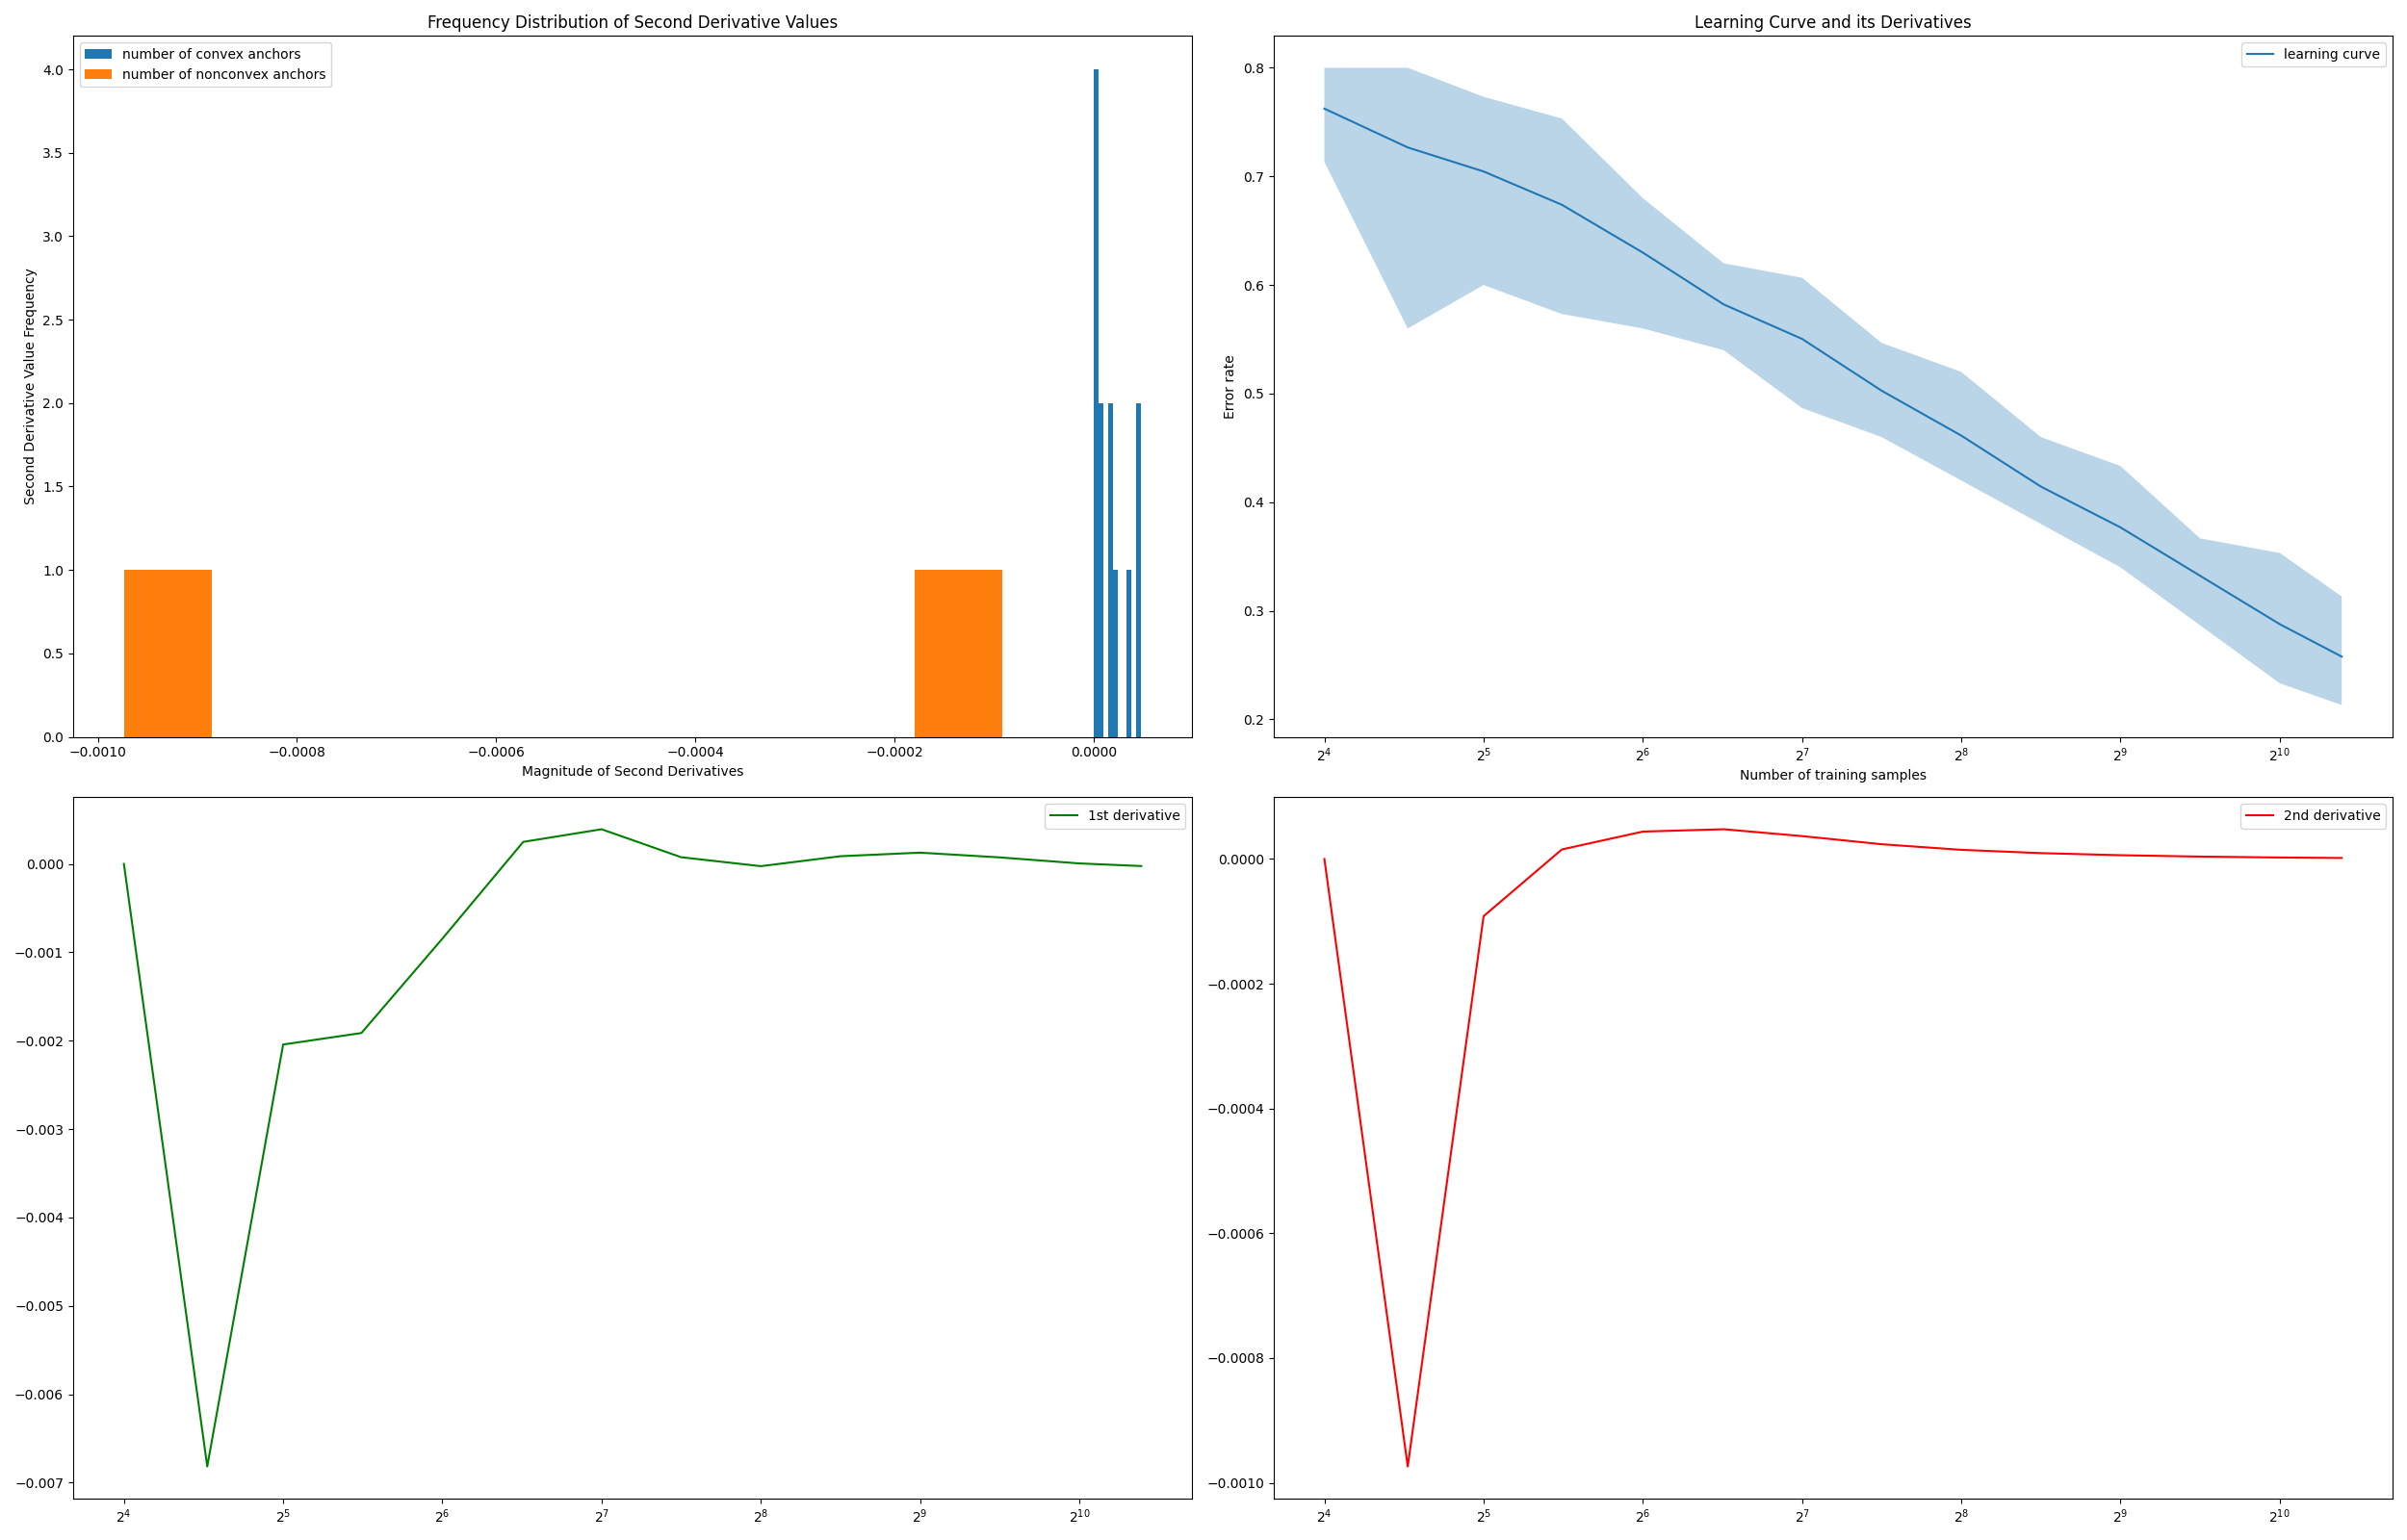 Frequency Distribution of Second Derivative Values
number of convex anchors
number of nonconvex anchors
4.0
3.5
3.0
2.5
2.0
1.5
1.0
0.5
0.0
Second Derivative Value Frequency
−0.0010 −0.0008 −0.0006 −0.0004 −0.0002 0.0000
Magnitude of Second Derivatives
Learning Curve and its Derivatives
learning curve
0.8
0.7
0.6
0.5
0.4
0.3
0.2
Error rate
2⁴ 2⁵ 2⁶ 2⁷ 2⁸ 2⁹ 2¹⁰
Number of training samples
1st derivative
0.000
−0.001
−0.002
−0.003
−0.004
−0.005
−0.006
−0.007
2⁴ 2⁵ 2⁶ 2⁷ 2⁸ 2⁹ 2¹⁰
2nd derivative
0.0000
−0.0002
−0.0004
−0.0006
−0.0008
−0.0010
2⁴ 2⁵ 2⁶ 2⁷ 2⁸ 2⁹ 2¹⁰